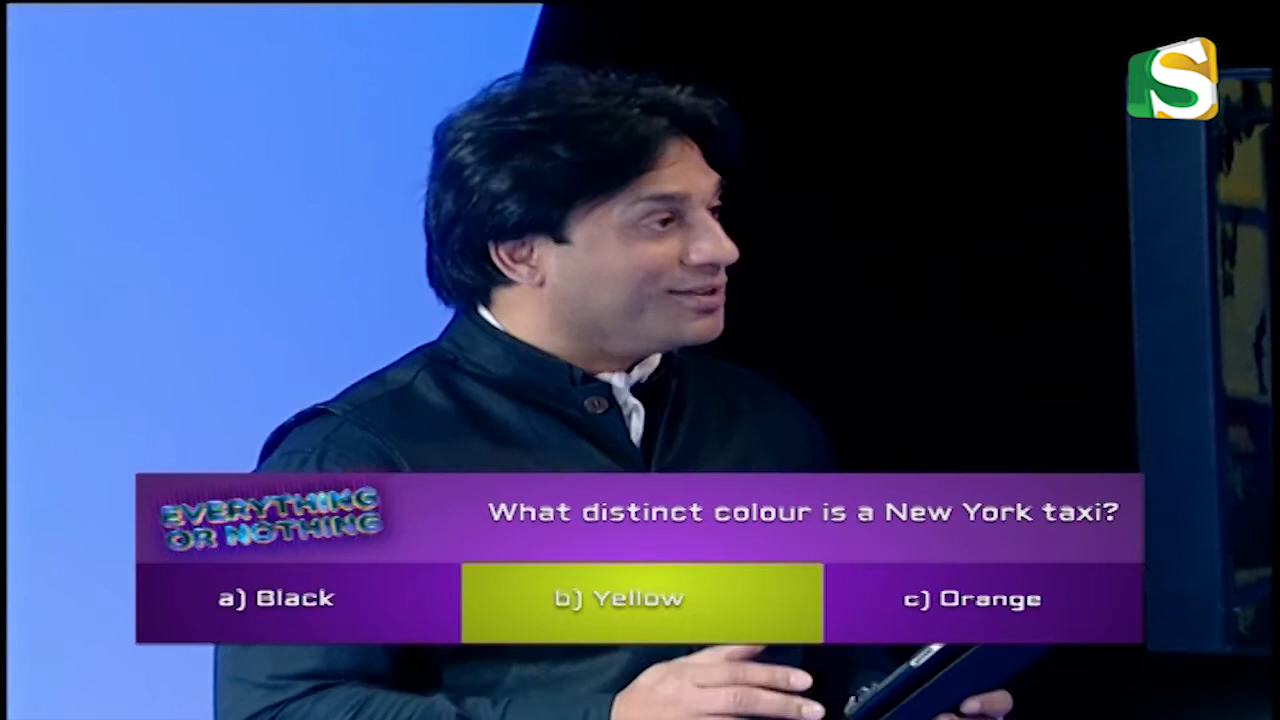 S
EVERYTHING
OR NOTHING
What distinct colour is a New York taxi?
a) Black
b) Yellow
c) Orange